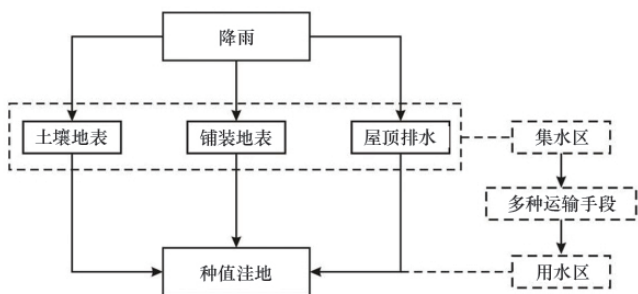 降雨
土壤地表
铺装地表
屋顶排水
集水区
多种运输手段
种值洼地
用水区